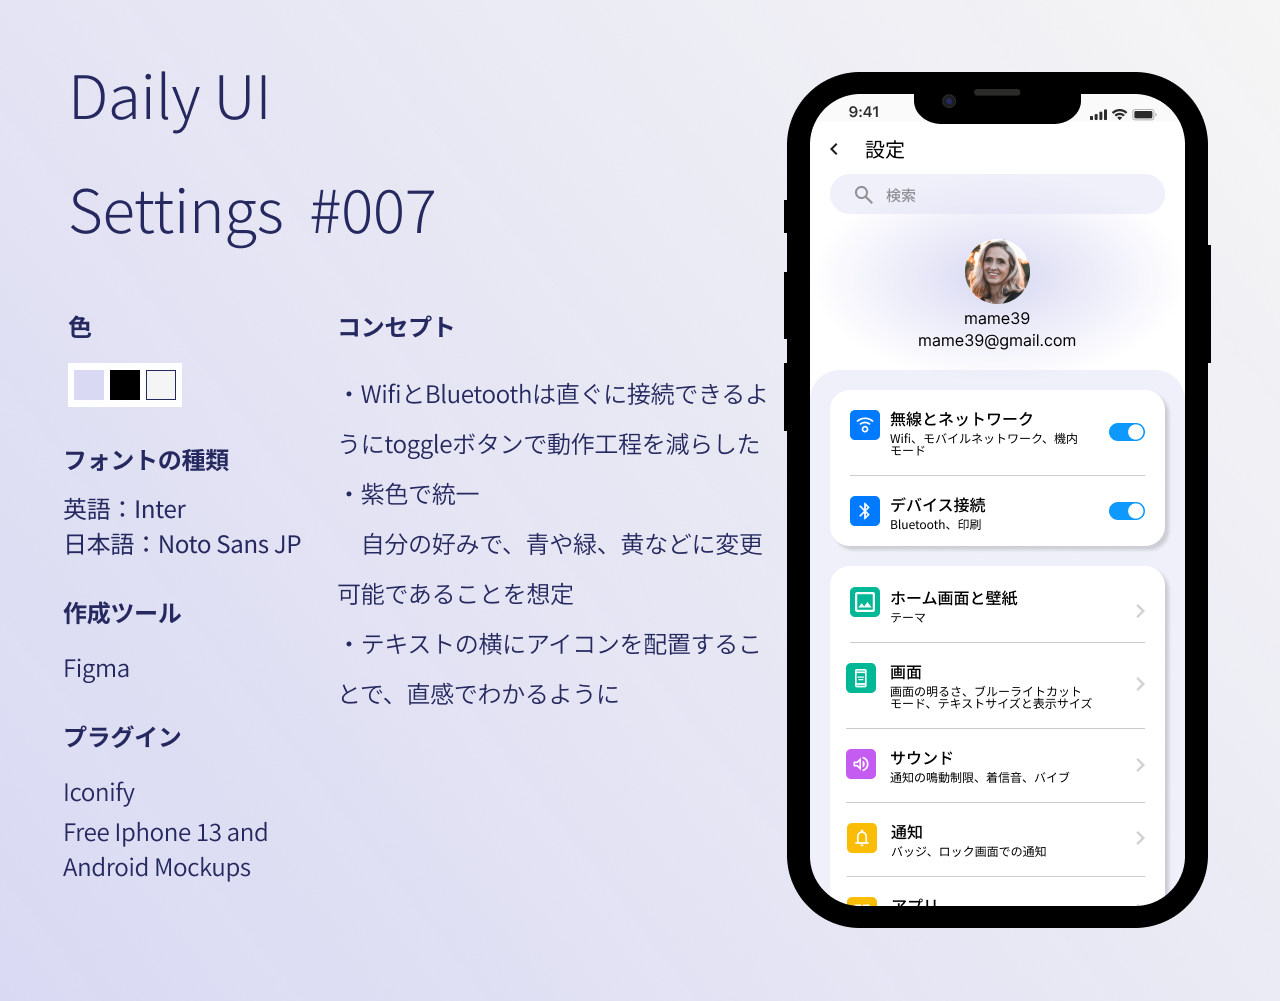 Daily UI
Settings #007
色
フォントの種類
英語：Inter
日本語：Noto Sans JP
作成ツール
Figma
プラグイン
Iconify
Free Iphone 13 and
Android Mockups
コンセプト
・WifiとBluetoothは直ぐに接続できるよ
うにtoggleボタンで動作工程を減らした
・紫色で統一
　自分の好みで、青や緑、黄などに変更
可能であることを想定
・テキストの横にアイコンを配置するこ
とで、直感でわかるように
9:41
設定
検索
mame39
mame39@gmail.com
無線とネットワーク
Wifi、モバイルネットワーク、機内
モード
デバイス接続
Bluetooth、印刷
ホーム画面と壁紙
テーマ
画面
画面の明るさ、ブルーライトカット
モード、テキストサイズと表示サイズ
サウンド
通知の鳴動制限、着信音、バイブ
通知
バッジ、ロック画面での通知
アプリ